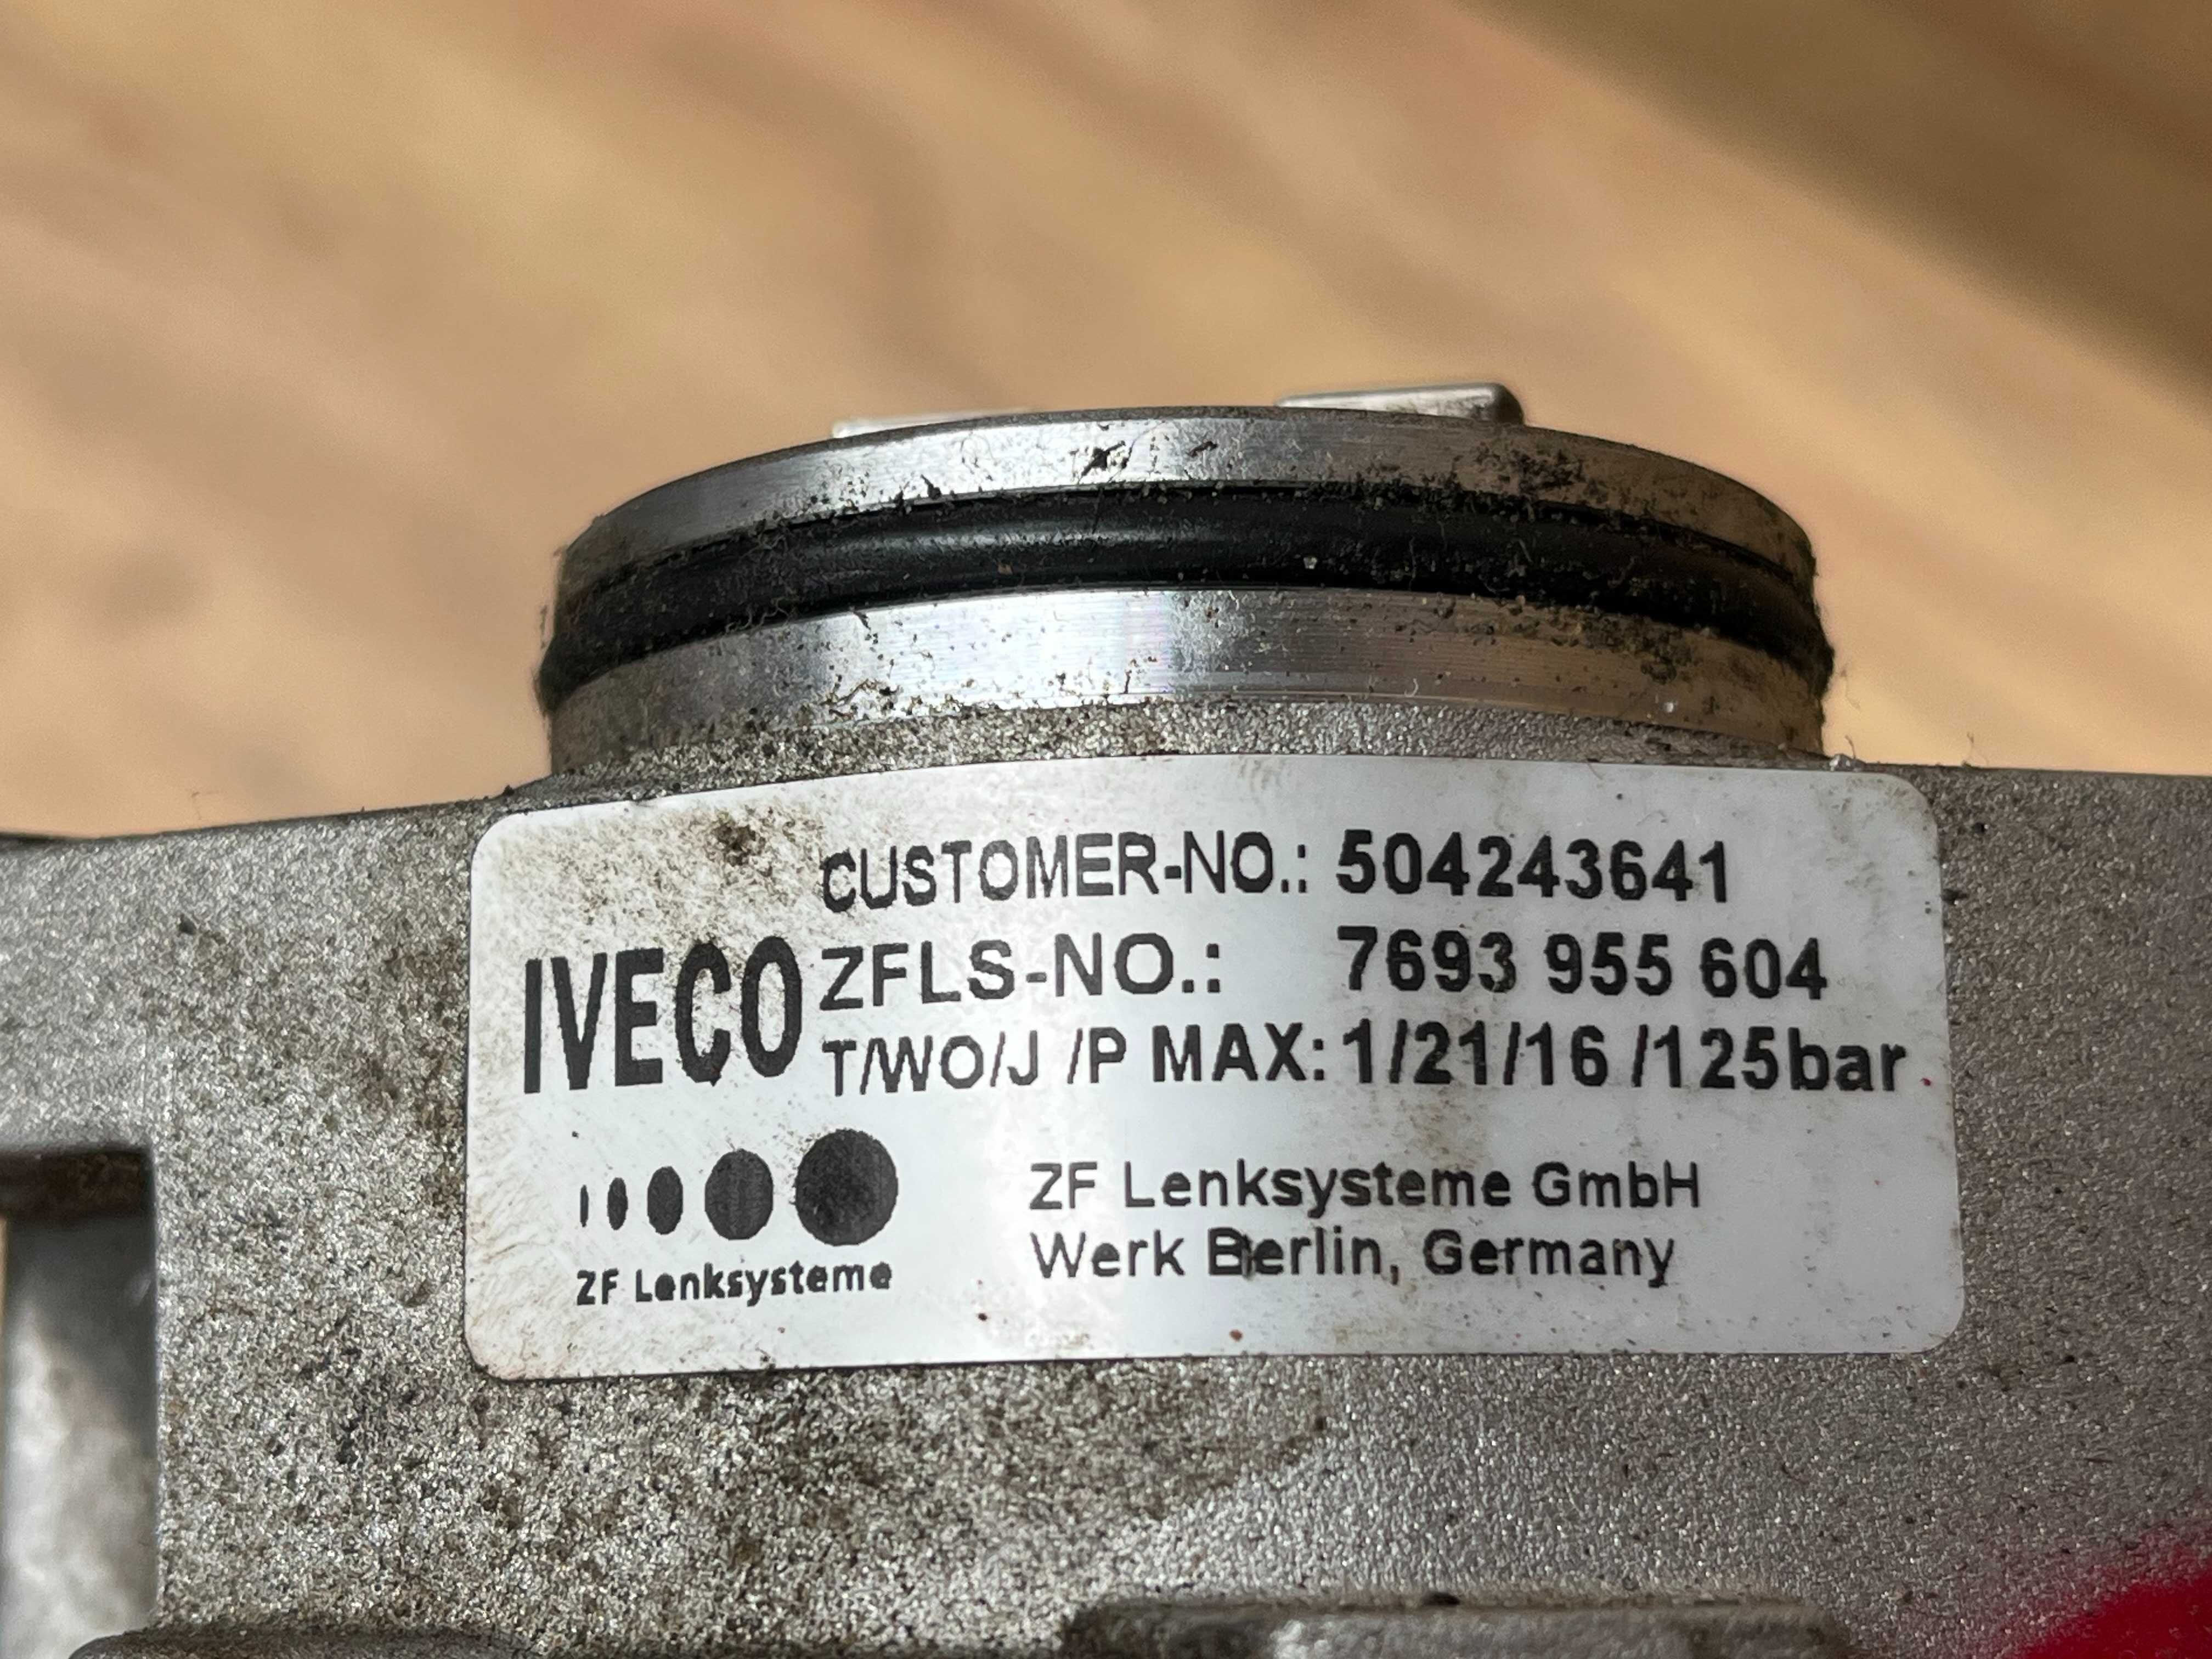 CUSTOMER-NO.: 504243641
IVECO
ZFLS-NO.: 7693 955 604
T/WO/J /P MAX: 1/21/16 /125bar
ZF Lenksysteme
ZF Lenksysteme GmbH
Werk Berlin, Germany